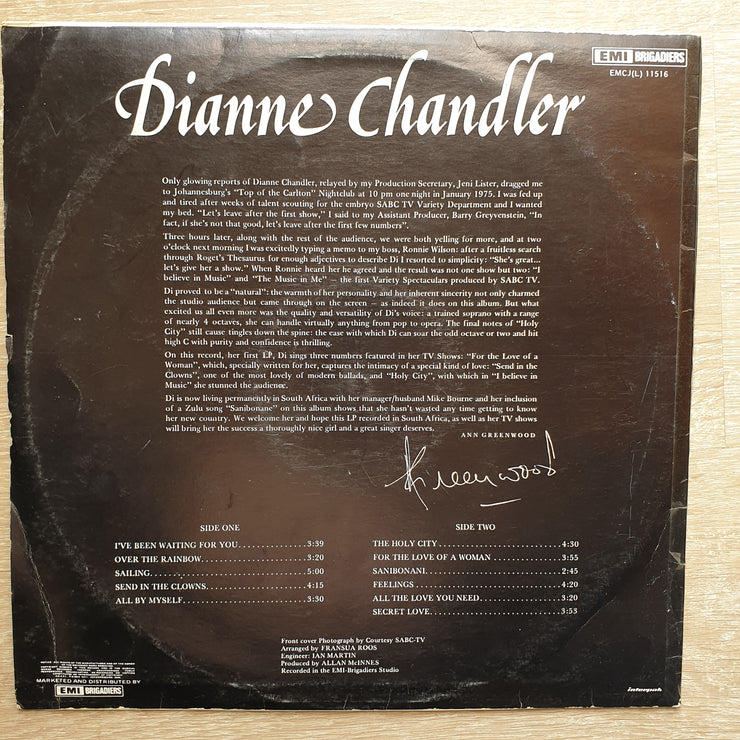 EMI BRIGADIERS
EMCJ(L) 11516
Dianne Chandler
Only glowing reports of Dianne Chandler, relayed by my Production Secretary, Jeni Lister, dragged me
to Johannesburg's "Top of the Carlton" Nightclub at 10 pm one night in January 1975. I was fed up
and tired after weeks of talent scouting for the embryo SABC TV Variety Department and I wanted
my bed. "Let's leave after the first show," I said to my Assistant Producer, Barry Greyvenstein, "In
fact, if she's not that good, let's leave after the first few numbers".
Three hours later, along with the rest of the audience, we were both yelling for more, and at two
o'clock next morning I was excitedly typing a memo to my boss, Ronnie Wilson: after a fruitless search
through Roget's Thesaurus for enough adjectives to describe Di I resorted to simplicity: "She's great...
let's give her a show." When Ronnie heard her he agreed and the result was not one show but two: "I
believe in Music" and "The Music in Me" — the first Variety Spectaculars produced by SABC TV.
Di proved to be a "natural": the warmth of her personality and her inherent sincerity not only charmed
the studio audience but came through on the screen — as indeed it does on this album. But what
excited us all even more was the quality and versatility of Di's voice: a trained soprano with a range
of nearly 4 octaves, she can handle virtually anything from pop to opera. The final notes of "Holy
City" still cause tingles down the spine: the ease with which Di can soar the odd octave or two and hit
high C with purity and confidence is thrilling.
On this record, her first LP, Di sings three numbers featured in her TV Shows: "For the Love of a
Woman", which, specially written for her, captures the intimacy of a special kind of love: "Send in the
Clowns", one of the most lovely of modern ballads, and "Holy City", with which in "I believe in
Music" she stunned the audience.
Di is now living permanently in South Africa with her manager/husband Mike Bourne and her inclusion
of a Zulu song "Sanibonane" on this album shows that she hasn't wasted any time getting to know
her new country. We welcome her and hope this LP recorded in South Africa, as well as her TV shows
will bring her the success a thoroughly nice girl and a great singer deserves.
ANN GREENWOOD
AGreenwood
SIDE ONE
I'VE BEEN WAITING FOR YOU..................3:39
OVER THE RAINBOW..........................3:20
SAILING.......................................5:00
SEND IN THE CLOWNS........................4:15
ALL BY MYSELF..............................3:30
SIDE TWO
THE HOLY CITY..............................4:30
FOR THE LOVE OF A WOMAN.................3:55
SANIBONANI.................................2:45
FEELINGS....................................4:20
ALL THE LOVE YOU NEED....................3:20
SECRET LOVE................................3:53
Front cover Photograph by Courtesy SABC-TV
Arranged by FRANSUA ROOS
Engineer: IAN MARTIN
Produced by ALLAN McINNES
Recorded in the EMI-Brigadiers Studio
MARKETED AND DISTRIBUTED BY
EMI BRIGADIERS
interpak